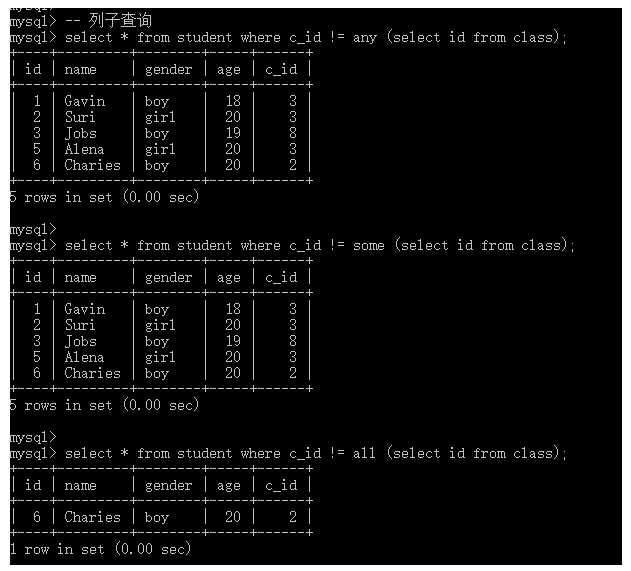 mysql>
mysql> -- 列子查询
mysql> select * from student where c_id != any (select id from class);
+----+---------+--------+-----+------+
| id | name    | gender | age | c_id |
+----+---------+--------+-----+------+
|  1 | Gavin   | boy    |  18 |    3 |
|  2 | Suri    | girl   |  20 |    3 |
|  3 | Jobs    | boy    |  19 |    8 |
|  5 | Alena   | girl   |  20 |    3 |
|  6 | Charies | boy    |  20 |    2 |
+----+---------+--------+-----+------+
5 rows in set (0.00 sec)
mysql>
mysql> select * from student where c_id != some (select id from class);
+----+---------+--------+-----+------+
| id | name    | gender | age | c_id |
+----+---------+--------+-----+------+
|  1 | Gavin   | boy    |  18 |    3 |
|  2 | Suri    | girl   |  20 |    3 |
|  3 | Jobs    | boy    |  19 |    8 |
|  5 | Alena   | girl   |  20 |    3 |
|  6 | Charies | boy    |  20 |    2 |
+----+---------+--------+-----+------+
5 rows in set (0.00 sec)
mysql>
mysql> select * from student where c_id != all (select id from class);
+----+---------+--------+-----+------+
| id | name    | gender | age | c_id |
+----+---------+--------+-----+------+
|  6 | Charies | boy    |  20 |    2 |
+----+---------+--------+-----+------+
1 row in set (0.00 sec)